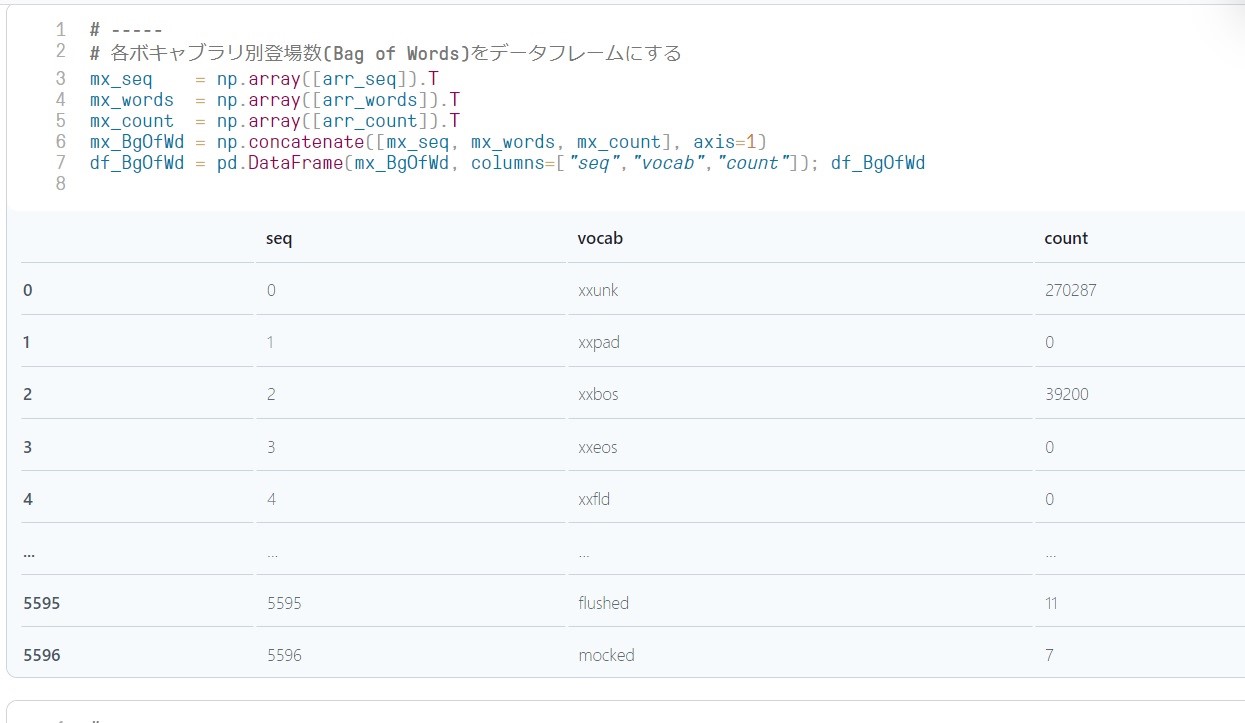 1 # -----
2 # 各ボキャブラリ別登場数(Bag of Words)をデータフレームにする
3 mx_seq    = np.array([arr_seq]).T
4 mx_words  = np.array([arr_words]).T
5 mx_count  = np.array([arr_count]).T
6 mx_BgOfWd = np.concatenate([mx_seq, mx_words, mx_count], axis=1)
7 df_BgOfWd = pd.DataFrame(mx_BgOfWd, columns=["seq","vocab","count"]); df_BgOfWd
8
seq vocab count
0 0 xxunk 270287
1 1 xxpad 0
2 2 xxbos 39200
3 3 xxeos 0
4 4 xxfld 0
... ... ... ...
5595 5595 flushed 11
5596 5596 mocked 7